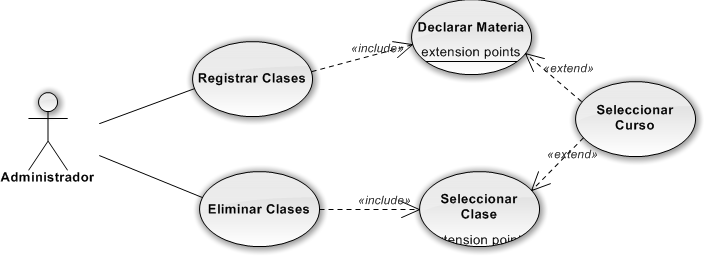 Declarar Materia
«include»
extension points
Registrar Clases
«extend»
Seleccionar
Curso
Administrador
«extend»
Seleccionar
Clase
«include»
Eliminar Clases